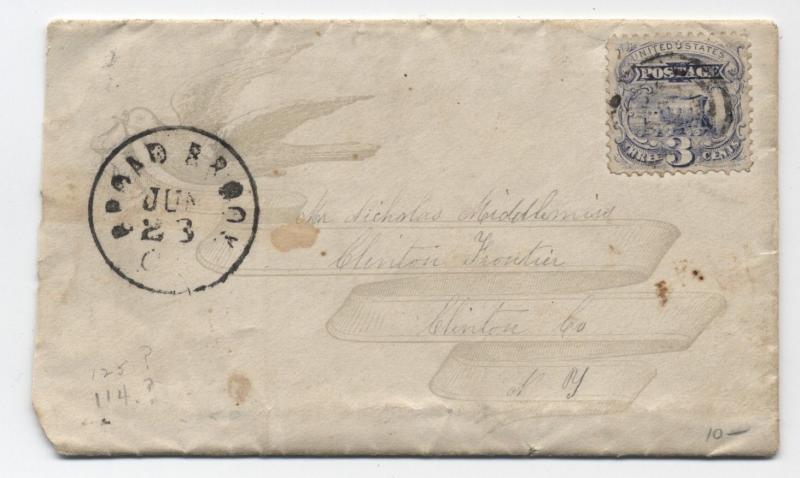 UNITED STATES
POSTAGE
THREE 3 CENTS
BROAD BROOK
JUN
23
C
Mr Nicholas Middlemiss
Clinton Frontier
Clinton Co
N Y
125?
114.?
10—